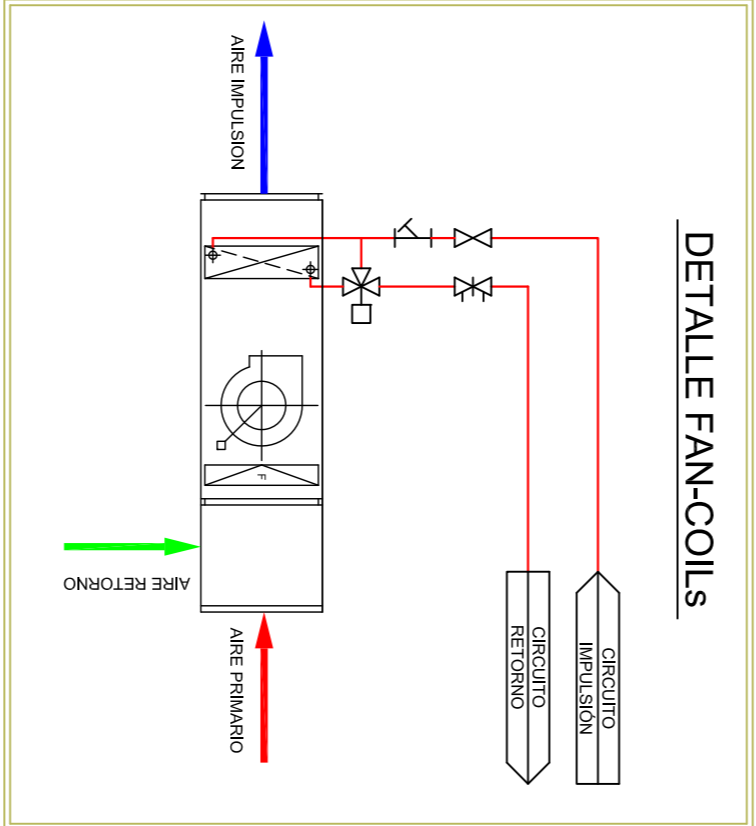 DETALLE FAN-COILs
CIRCUITO
IMPULSIÓN
CIRCUITO
RETORNO
AIRE IMPULSION
F
AIRE RETORNO
AIRE PRIMARIO